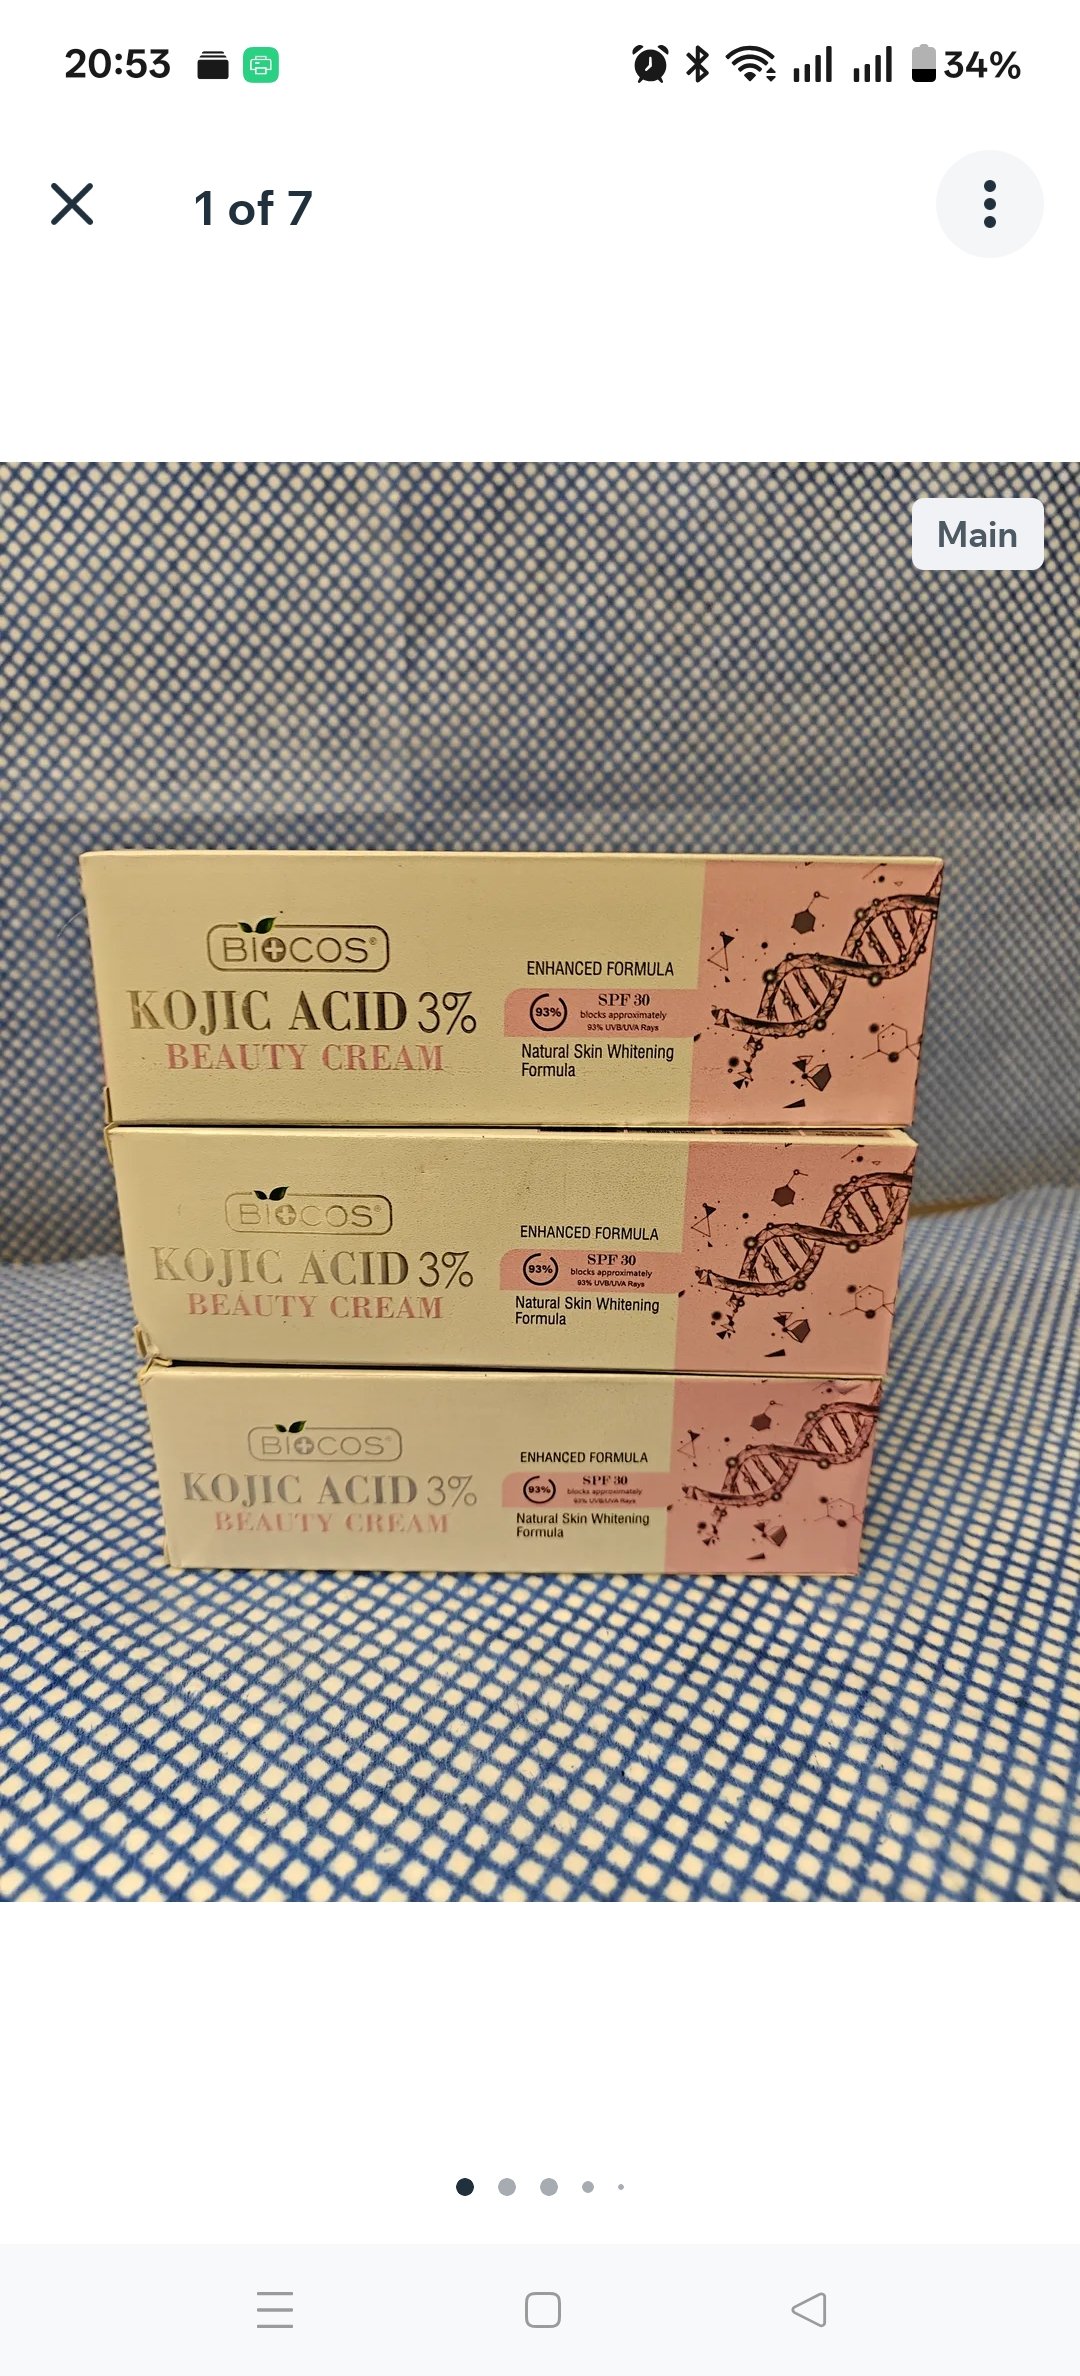 20:53
34%
1 of 7
Main
BIOCOS®
KOJIC ACID 3%
BEAUTY CREAM
ENHANCED FORMULA
93%
SPF 30
blocks approximately
93% UVB/UVA Rays
Natural Skin Whitening
Formula
BIOCOS®
KOJIC ACID 3%
BEAUTY CREAM
ENHANCED FORMULA
93%
SPF 30
blocks approximately
93% UVB/UVA Rays
Natural Skin Whitening
Formula
BIOCOS®
KOJIC ACID 3%
BEAUTY CREAM
ENHANCED FORMULA
93%
SPF 30
blocks approximately
93% UVB/UVA Rays
Natural Skin Whitening
Formula